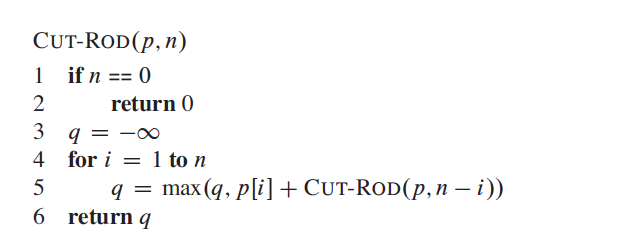 CUT-ROD(p, n)
1 if n == 0
2 return 0
3 q = −∞
4 for i = 1 to n
5 q = max(q, p[i] + CUT-ROD(p, n − i))
6 return q